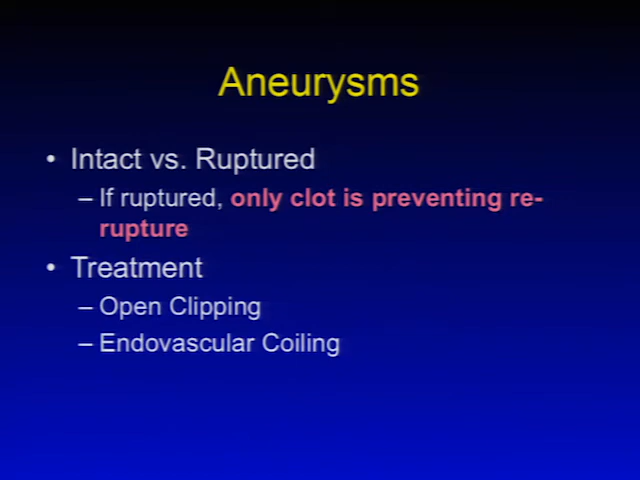 Aneurysms
• Intact vs. Ruptured
– If ruptured, only clot is preventing re-
rupture
• Treatment
– Open Clipping
– Endovascular Coiling